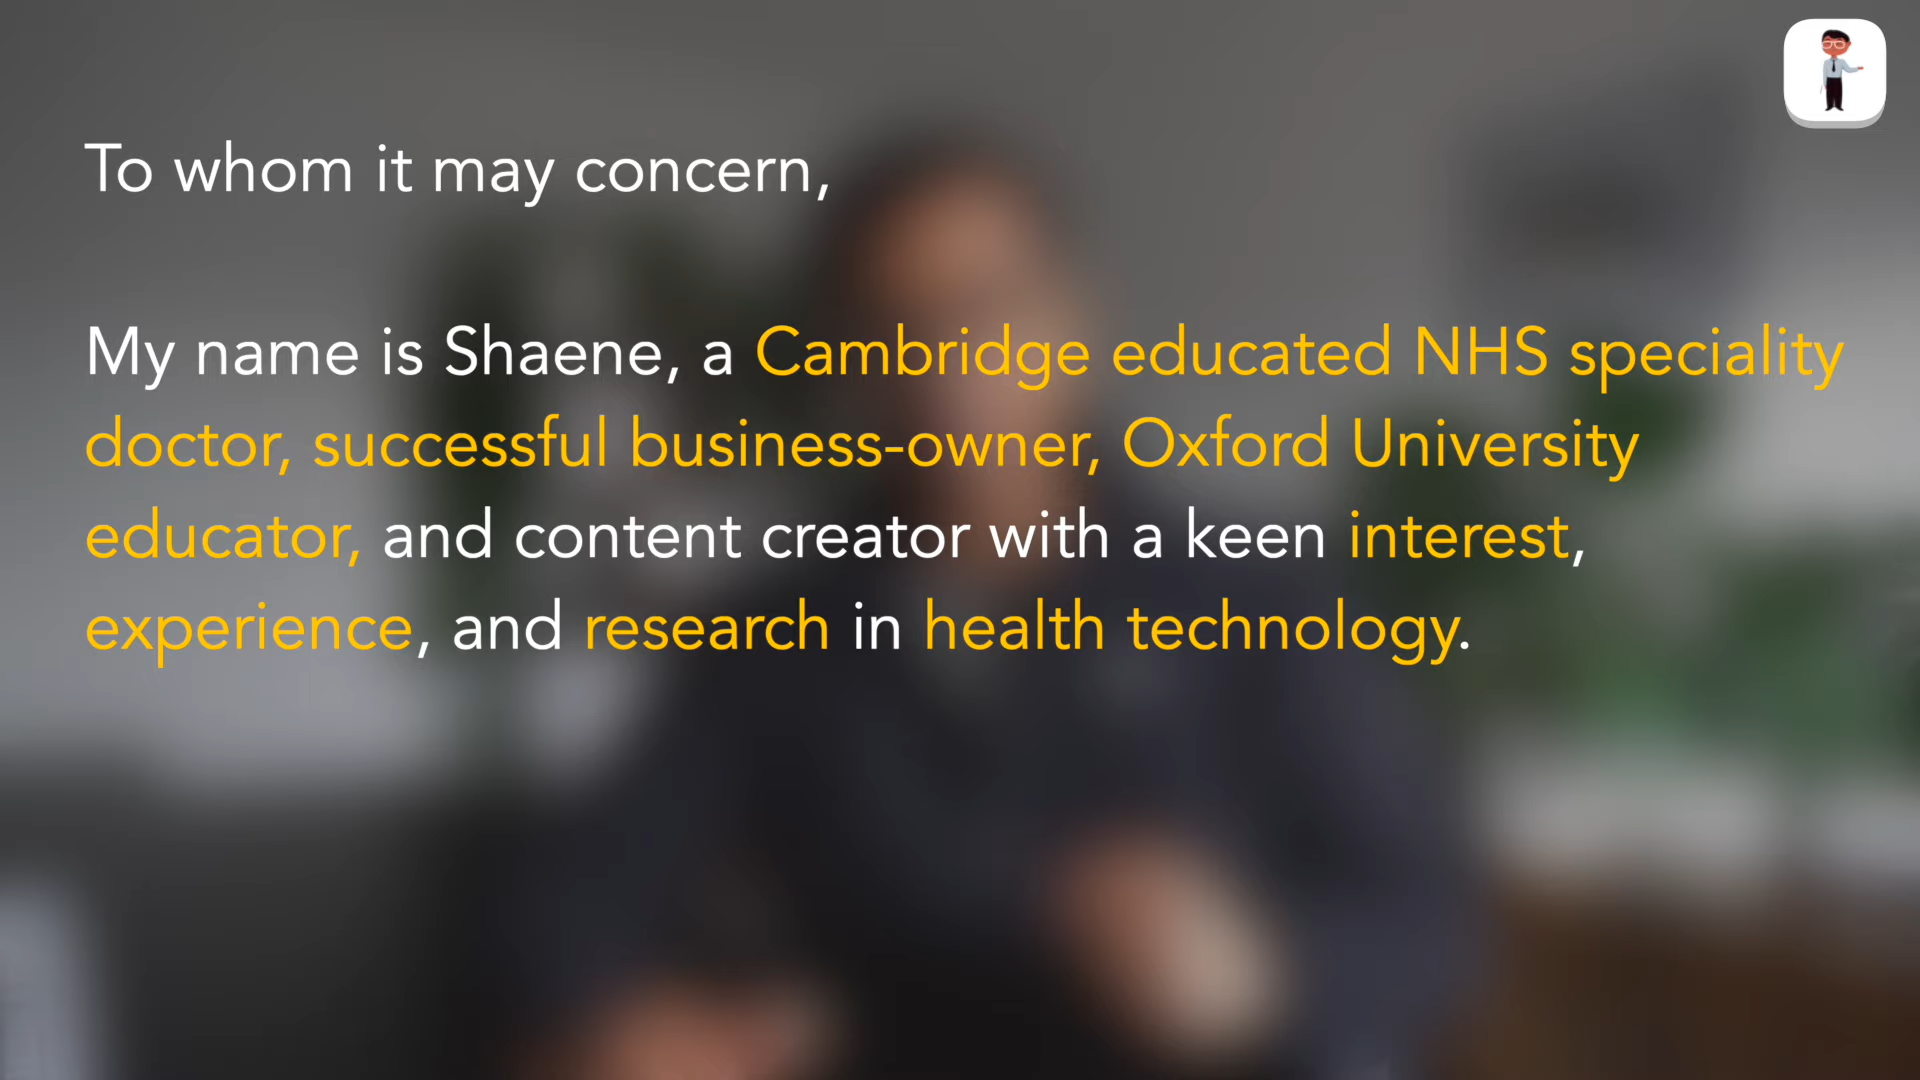 To whom it may concern,
My name is Shaene, a Cambridge educated NHS speciality
doctor, successful business-owner, Oxford University
educator, and content creator with a keen interest,
experience, and research in health technology.